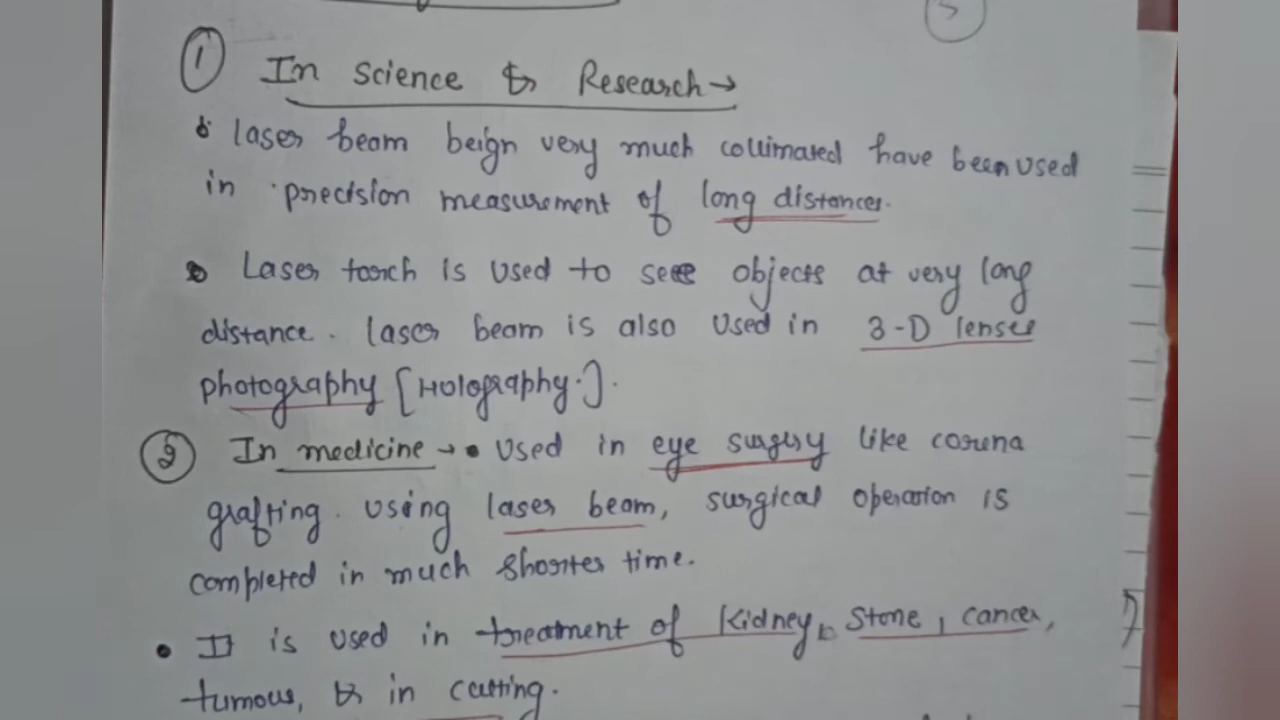 ① In science & Research→
• laser beam beign very much collimated have been used
in precision measurement of long distances.
• Laser torch is used to see objects at very long
distance. laser beam is also used in 3-D lenses
photography [Holography.].
② In medicine → • Used in eye surgery like coruna
grafting. using laser beam, surgical operation is
completed in much shorter time.
• It is used in treatment of Kidney, Stone, cancer,
tumour, & in cutting.